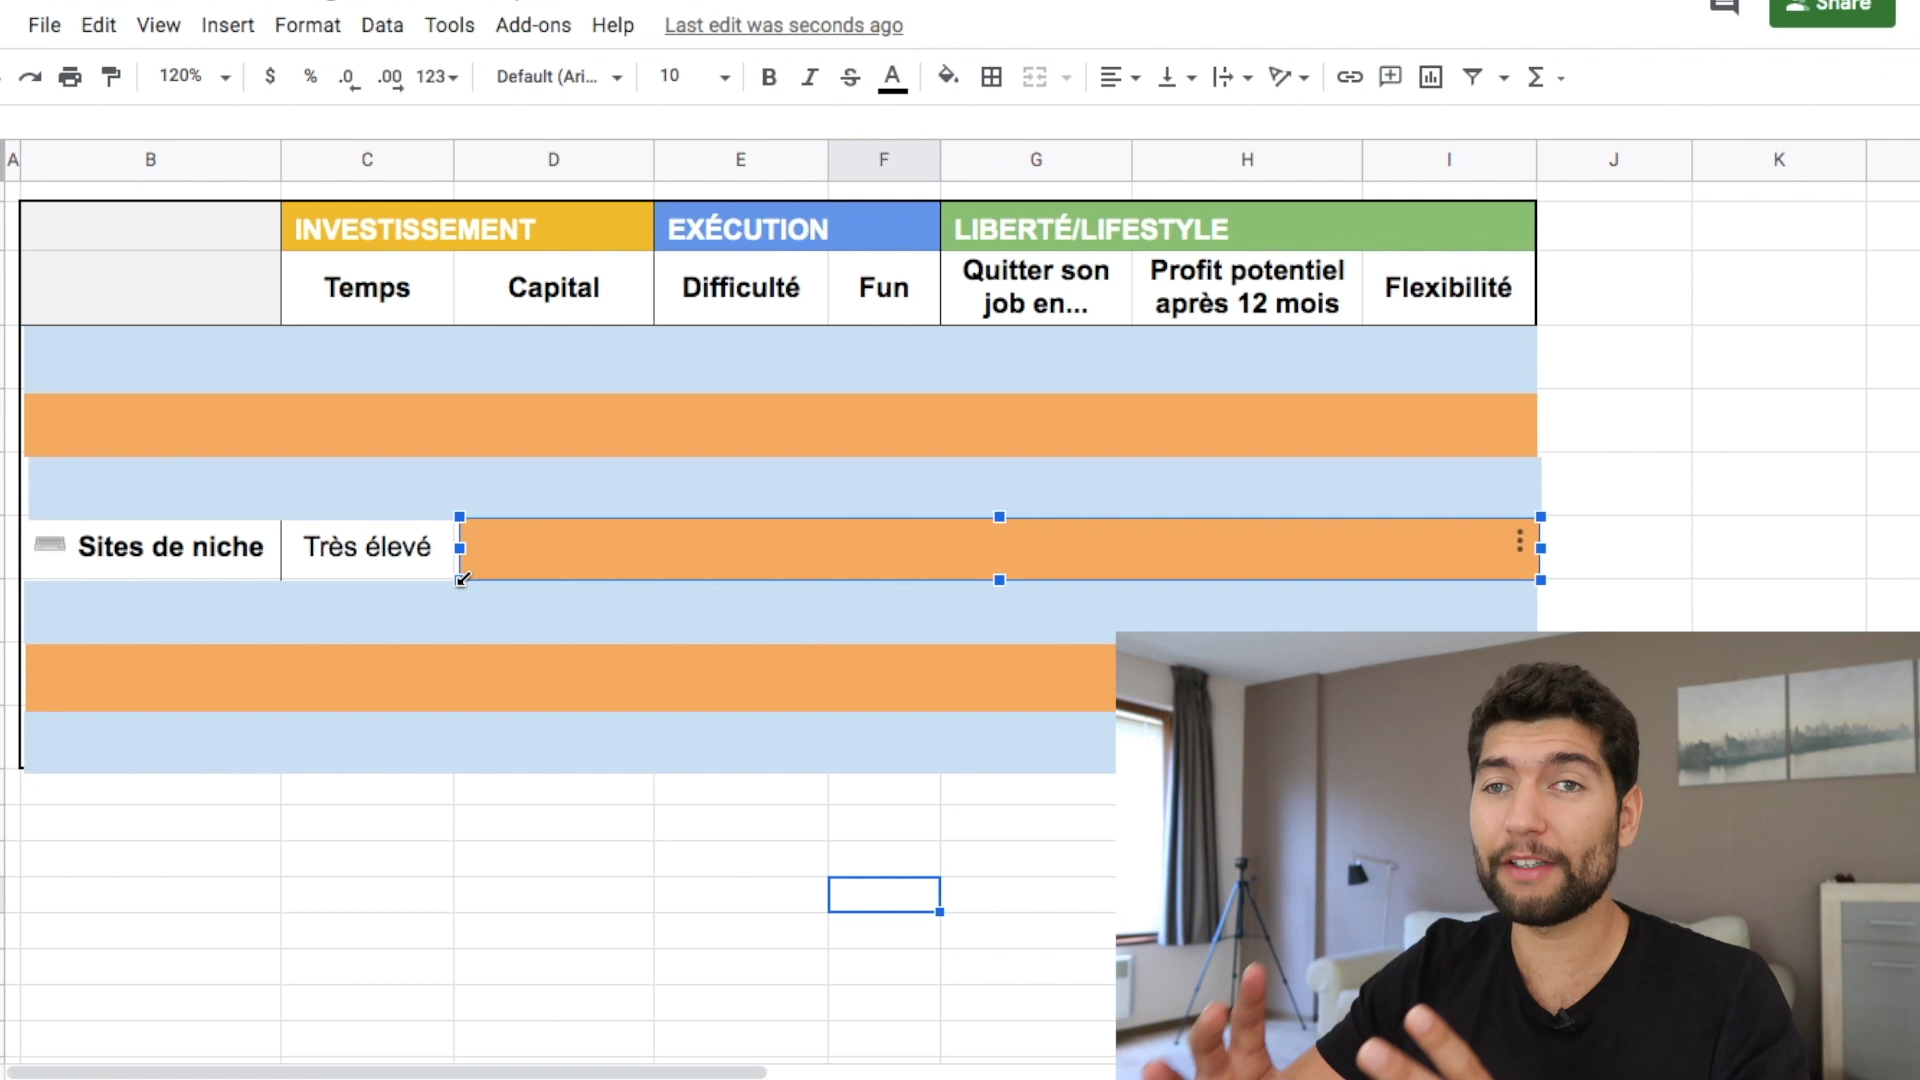 Share
File Edit View Insert Format Data Tools Add-ons Help Last edit was seconds ago
120% $ % .0 .00 123 Default (Ari... 10 B I S A Σ
A B C D E F G H I J K
INVESTISSEMENT EXÉCUTION LIBERTÉ/LIFESTYLE
Temps Capital Difficulté Fun Quitter son job en... Profit potentiel après 12 mois Flexibilité
Sites de niche Très élevé